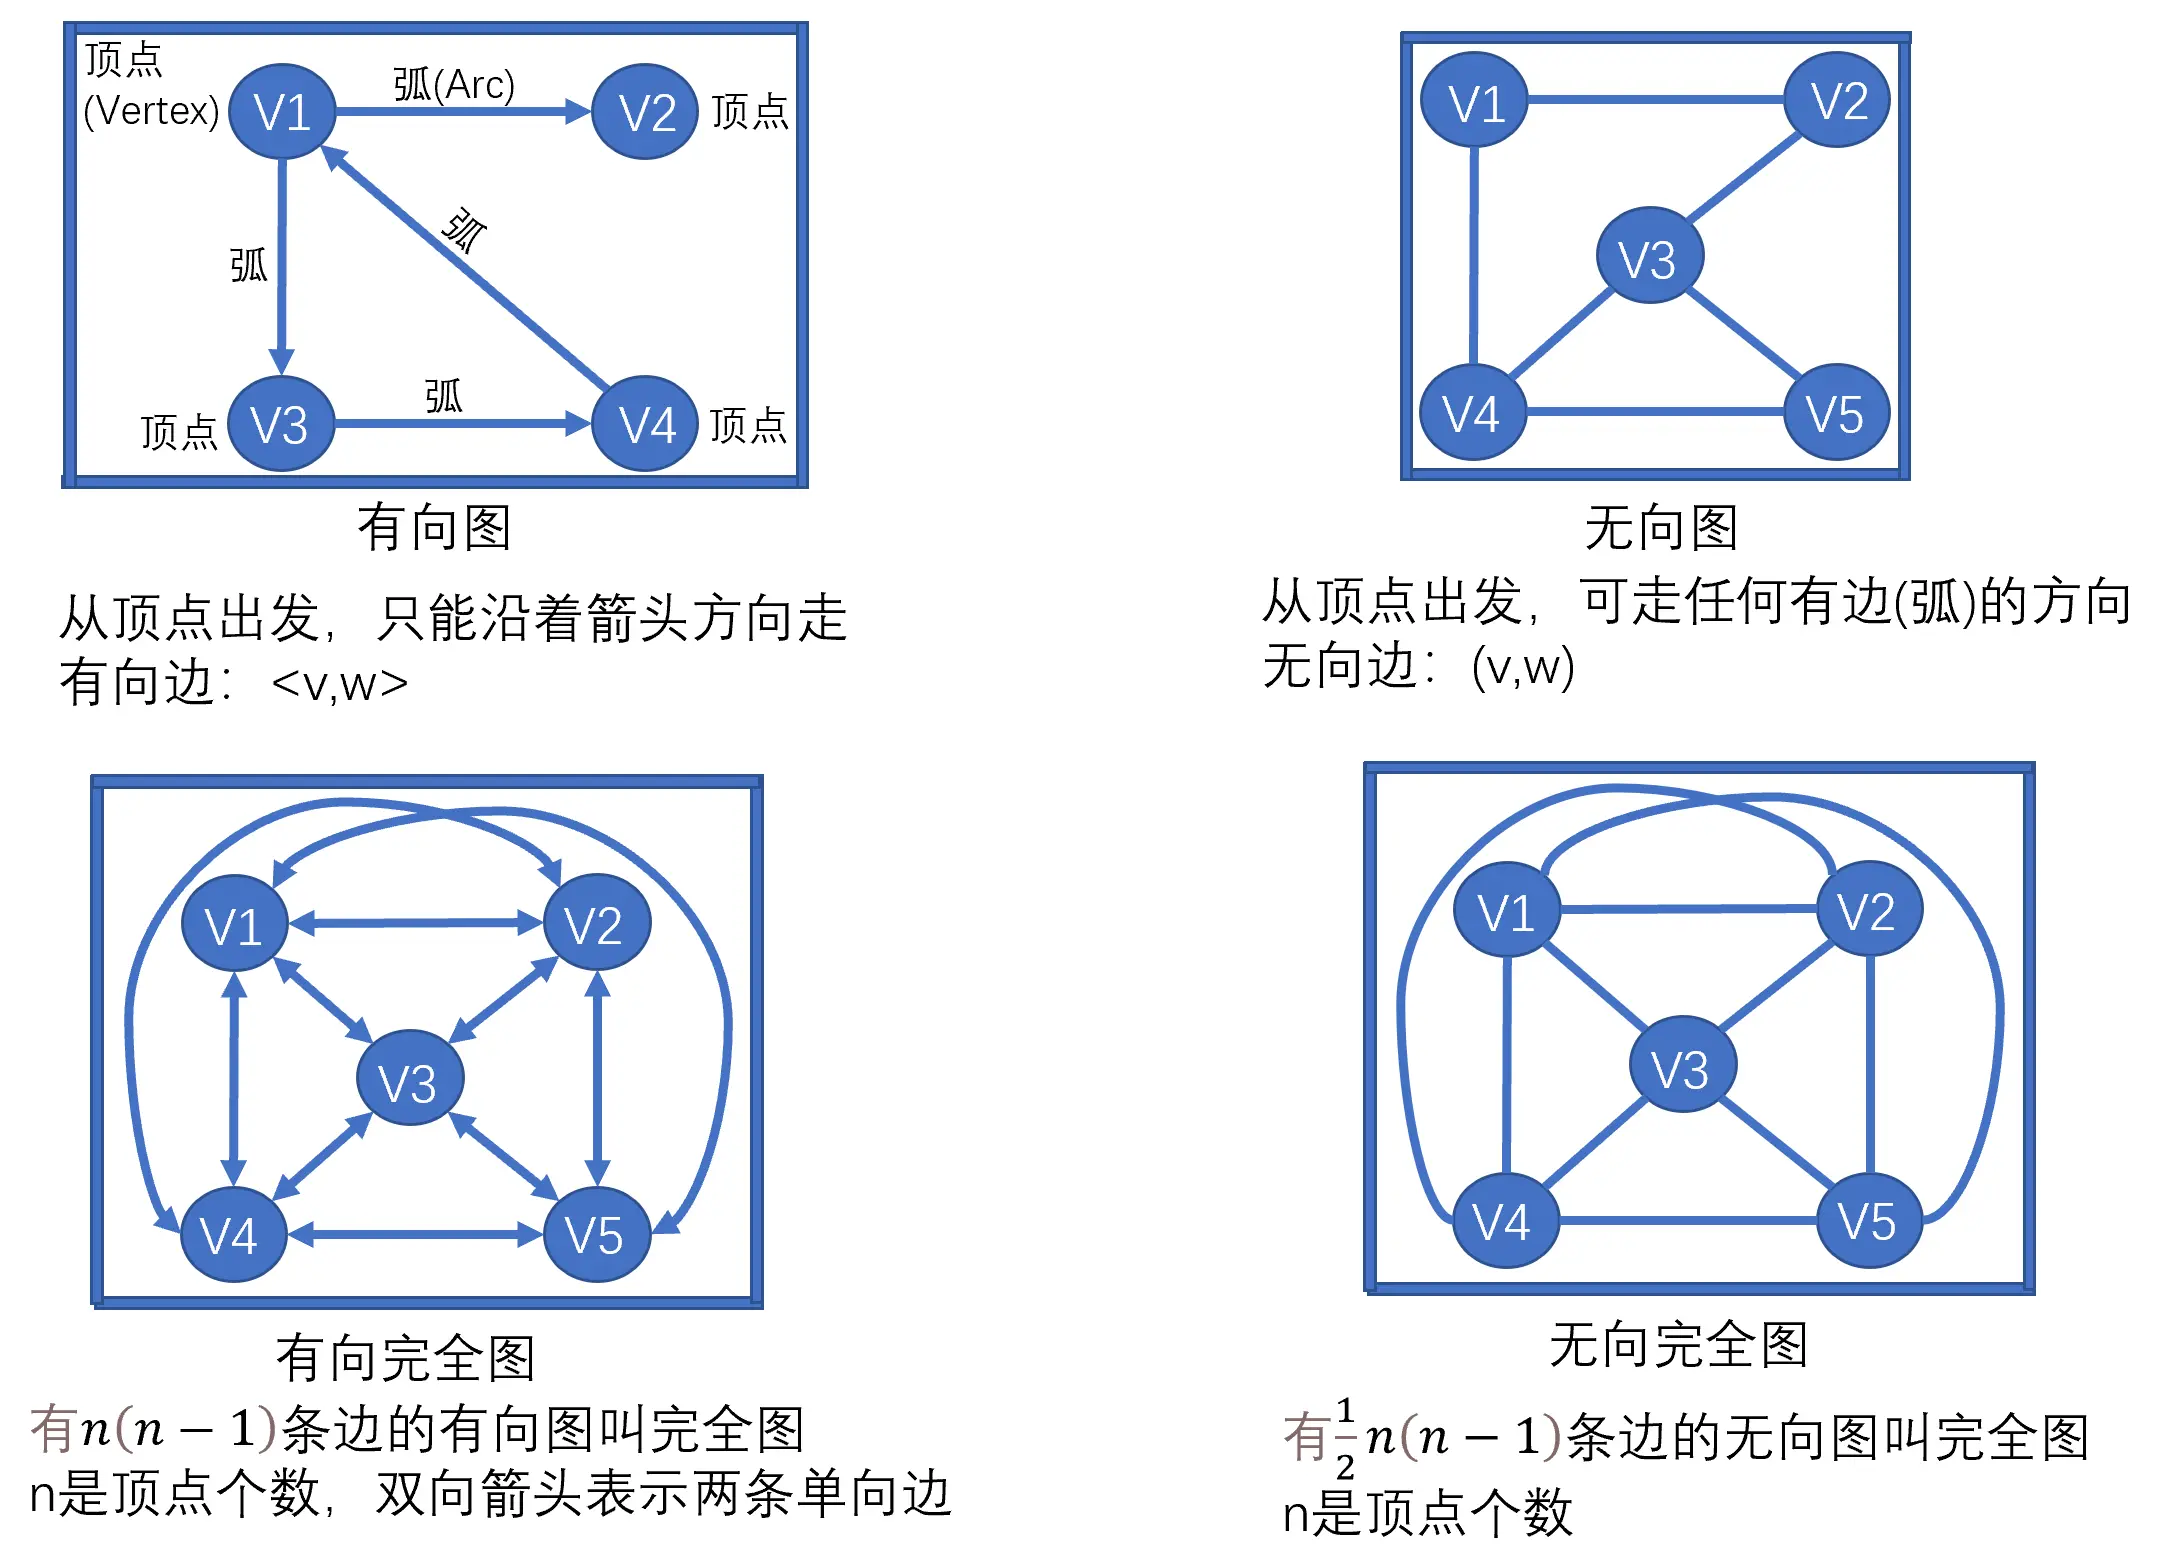 顶点
(Vertex)
V1
弧(Arc)
V2
顶点
弧
弧
顶点
V3
弧
V4
顶点
有向图
从顶点出发，只能沿着箭头方向走
有向边：<v,w>
V1
V2
V3
V4
V5
无向图
从顶点出发，可走任何有边(弧)的方向
无向边：(v,w)
V1
V2
V3
V4
V5
有向完全图
有n(n − 1)条边的有向图叫完全图
n是顶点个数，双向箭头表示两条单向边
V1
V2
V3
V4
V5
无向完全图
有1/2 n(n − 1)条边的无向图叫完全图
n是顶点个数